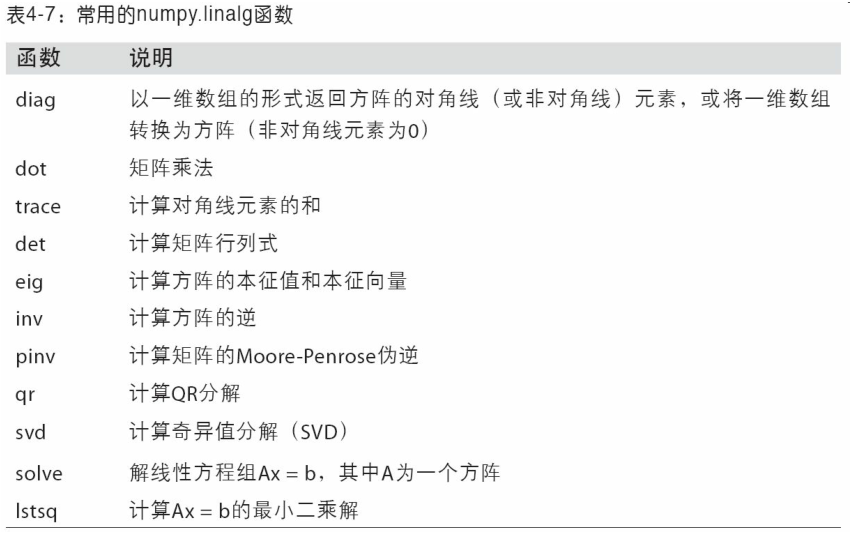 表4-7：常用的numpy.linalg函数
函数 说明
diag 以一维数组的形式返回方阵的对角线（或非对角线）元素，或将一维数组
转换为方阵（非对角线元素为0）
dot 矩阵乘法
trace 计算对角线元素的和
det 计算矩阵行列式
eig 计算方阵的本征值和本征向量
inv 计算方阵的逆
pinv 计算矩阵的Moore-Penrose伪逆
qr 计算QR分解
svd 计算奇异值分解（SVD）
solve 解线性方程组Ax = b，其中A为一个方阵
lstsq 计算Ax = b的最小二乘解